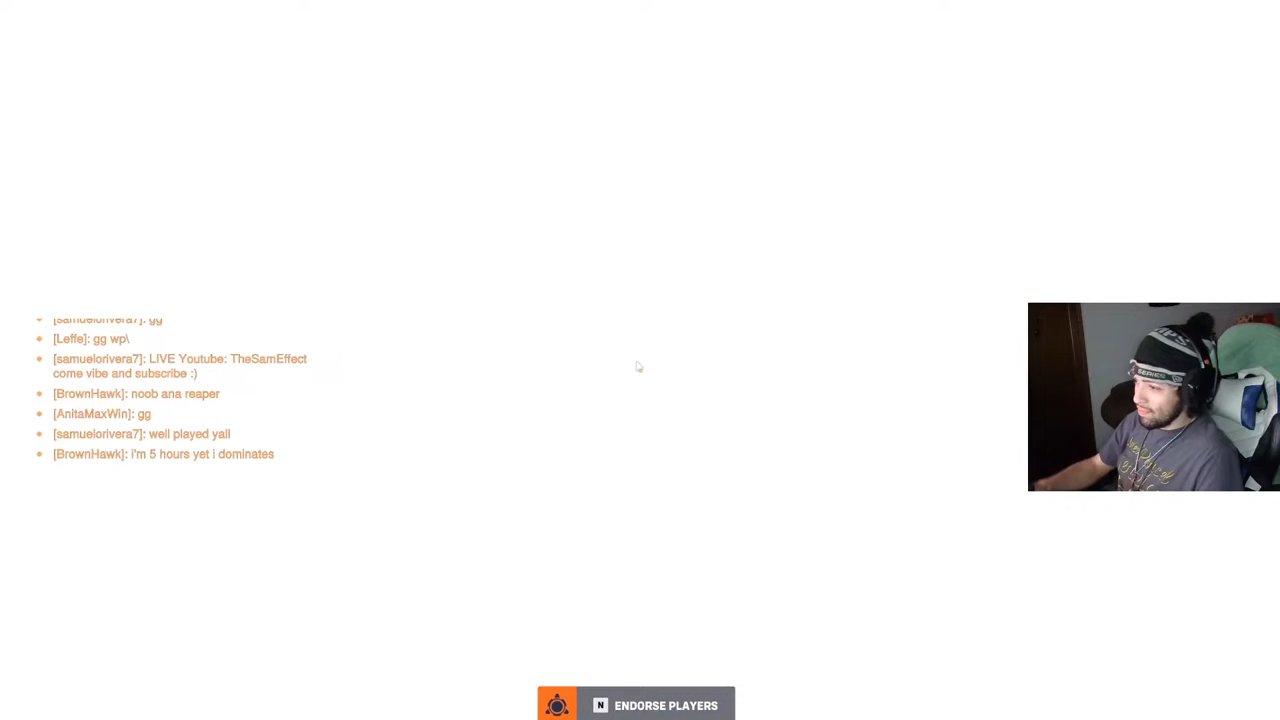 [samuelorivera7]: gg
[Leffe]: gg wp\
[samuelorivera7]: LIVE Youtube: TheSamEffect
come vibe and subscribe :)
[BrownHawk]: noob ana reaper
[AnitaMaxWin]: gg
[samuelorivera7]: well played yall
[BrownHawk]: i'm 5 hours yet i dominates
SERIES
N ENDORSE PLAYERS